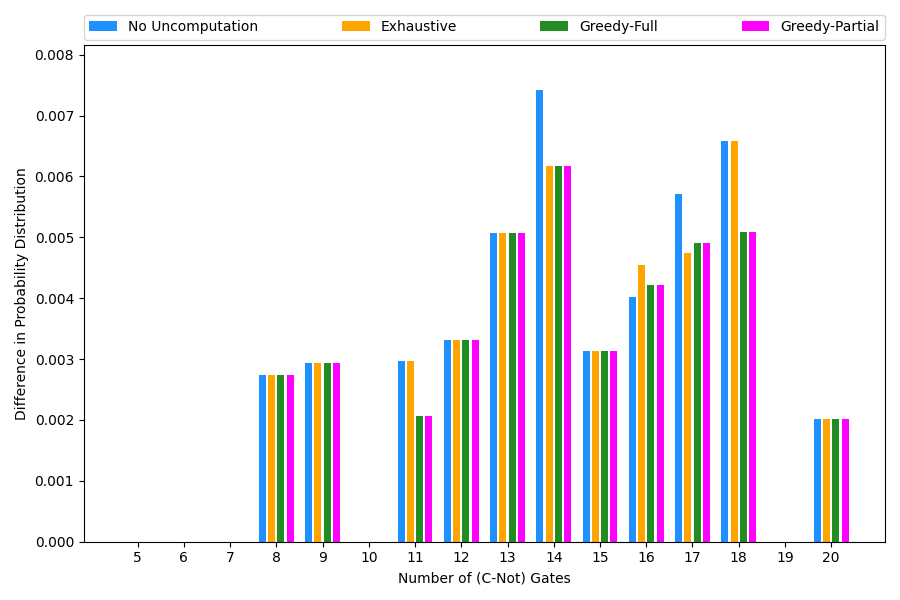 No Uncomputation Exhaustive Greedy-Full Greedy-Partial
0.008
0.007
0.006
0.005
0.004
0.003
0.002
0.001
0.000
Difference in Probability Distribution
5 6 7 8 9 10 11 12 13 14 15 16 17 18 19 20
Number of (C-Not) Gates